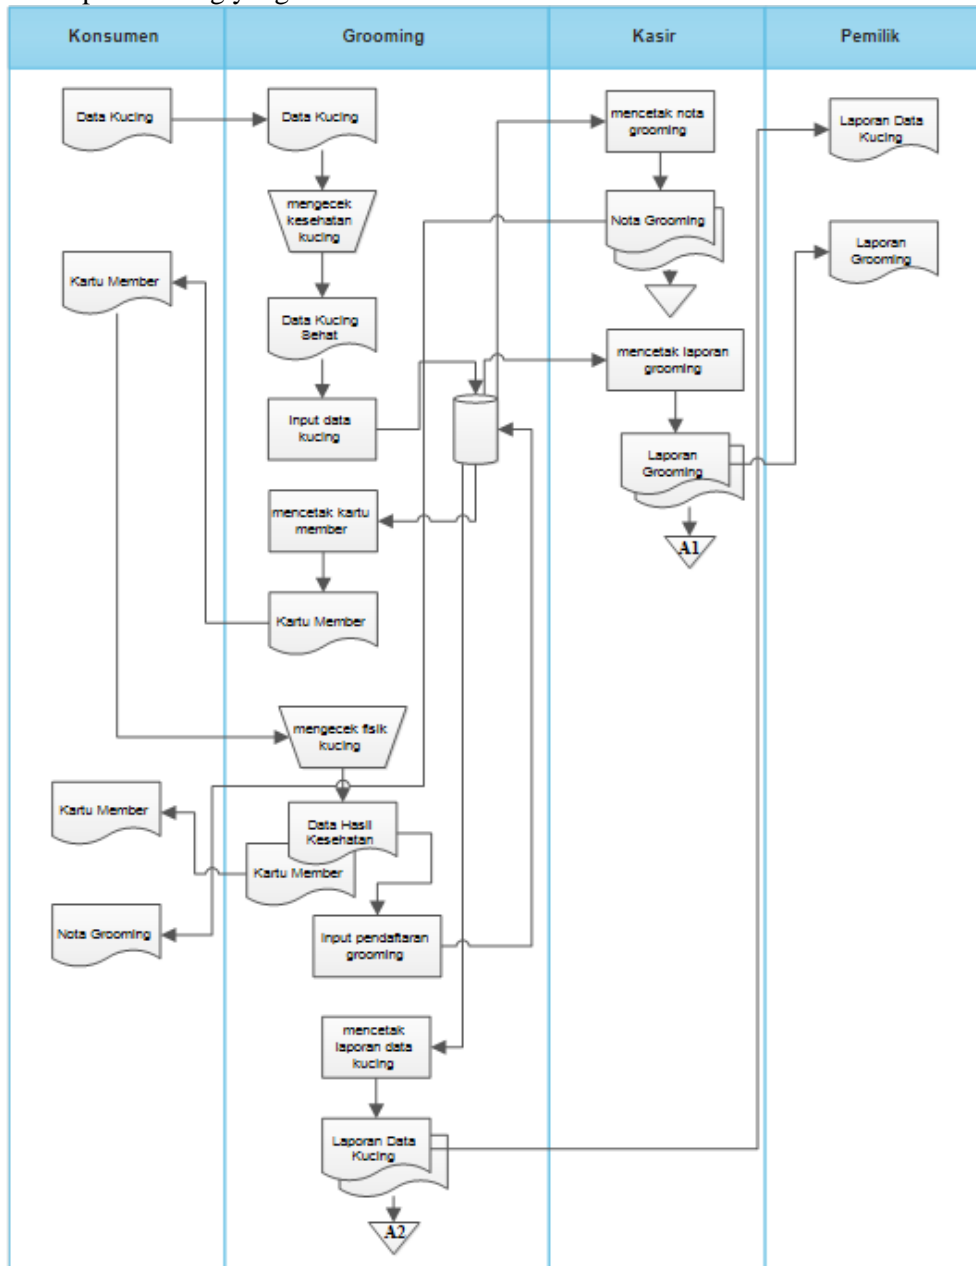 Konsumen
Grooming
Kasir
Pemilik
Data Kucing
Kartu Member
Kartu Member
Nota Grooming
Data Kucing
mengecek
kesehatan
kucing
Data Kucing
Sehat
Input data
kucing
mencetak kartu
member
Kartu Member
mengecek fisik
kucing
Data Hasil
Kesehatan
Kartu Member
Input pendaftaran
grooming
mencetak
laporan data
kucing
Laporan Data
Kucing
A2
mencetak nota
grooming
Nota Grooming
mencetak laporan
grooming
Laporan
Grooming
A1
Laporan Data
Kucing
Laporan
Grooming